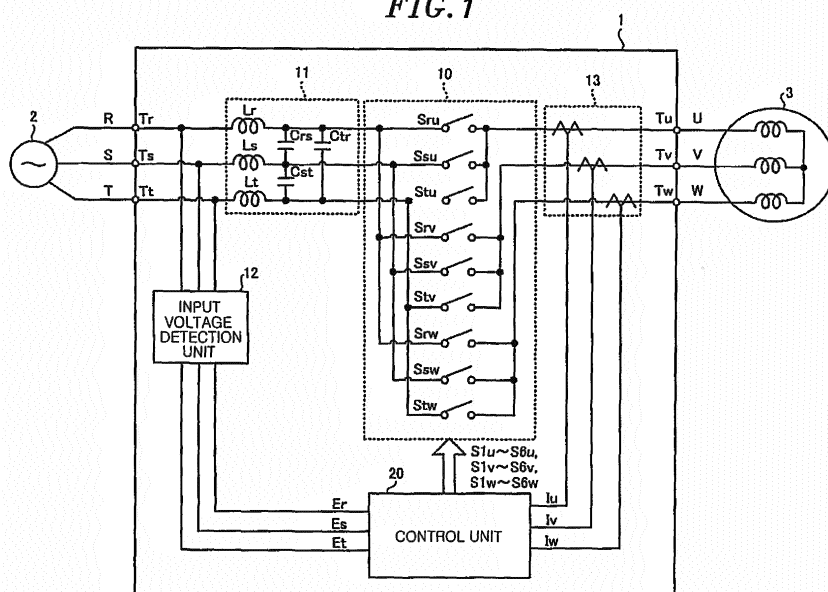 FIG. 1
1
11
10
13
2
3
R Tr Lr Crs Ctr Sru Tu U
S Ts Ls Ssu Tv V
T Tt Lt Cst Stu Tw W
Srv
Ssv
12
INPUT
VOLTAGE
DETECTION
UNIT
Stv
Srw
Ssw
Stw
S1u~S6u,
S1v~S6v,
S1w~S6w
20
Er
Es
Et
CONTROL UNIT
Iu
Iv
Iw